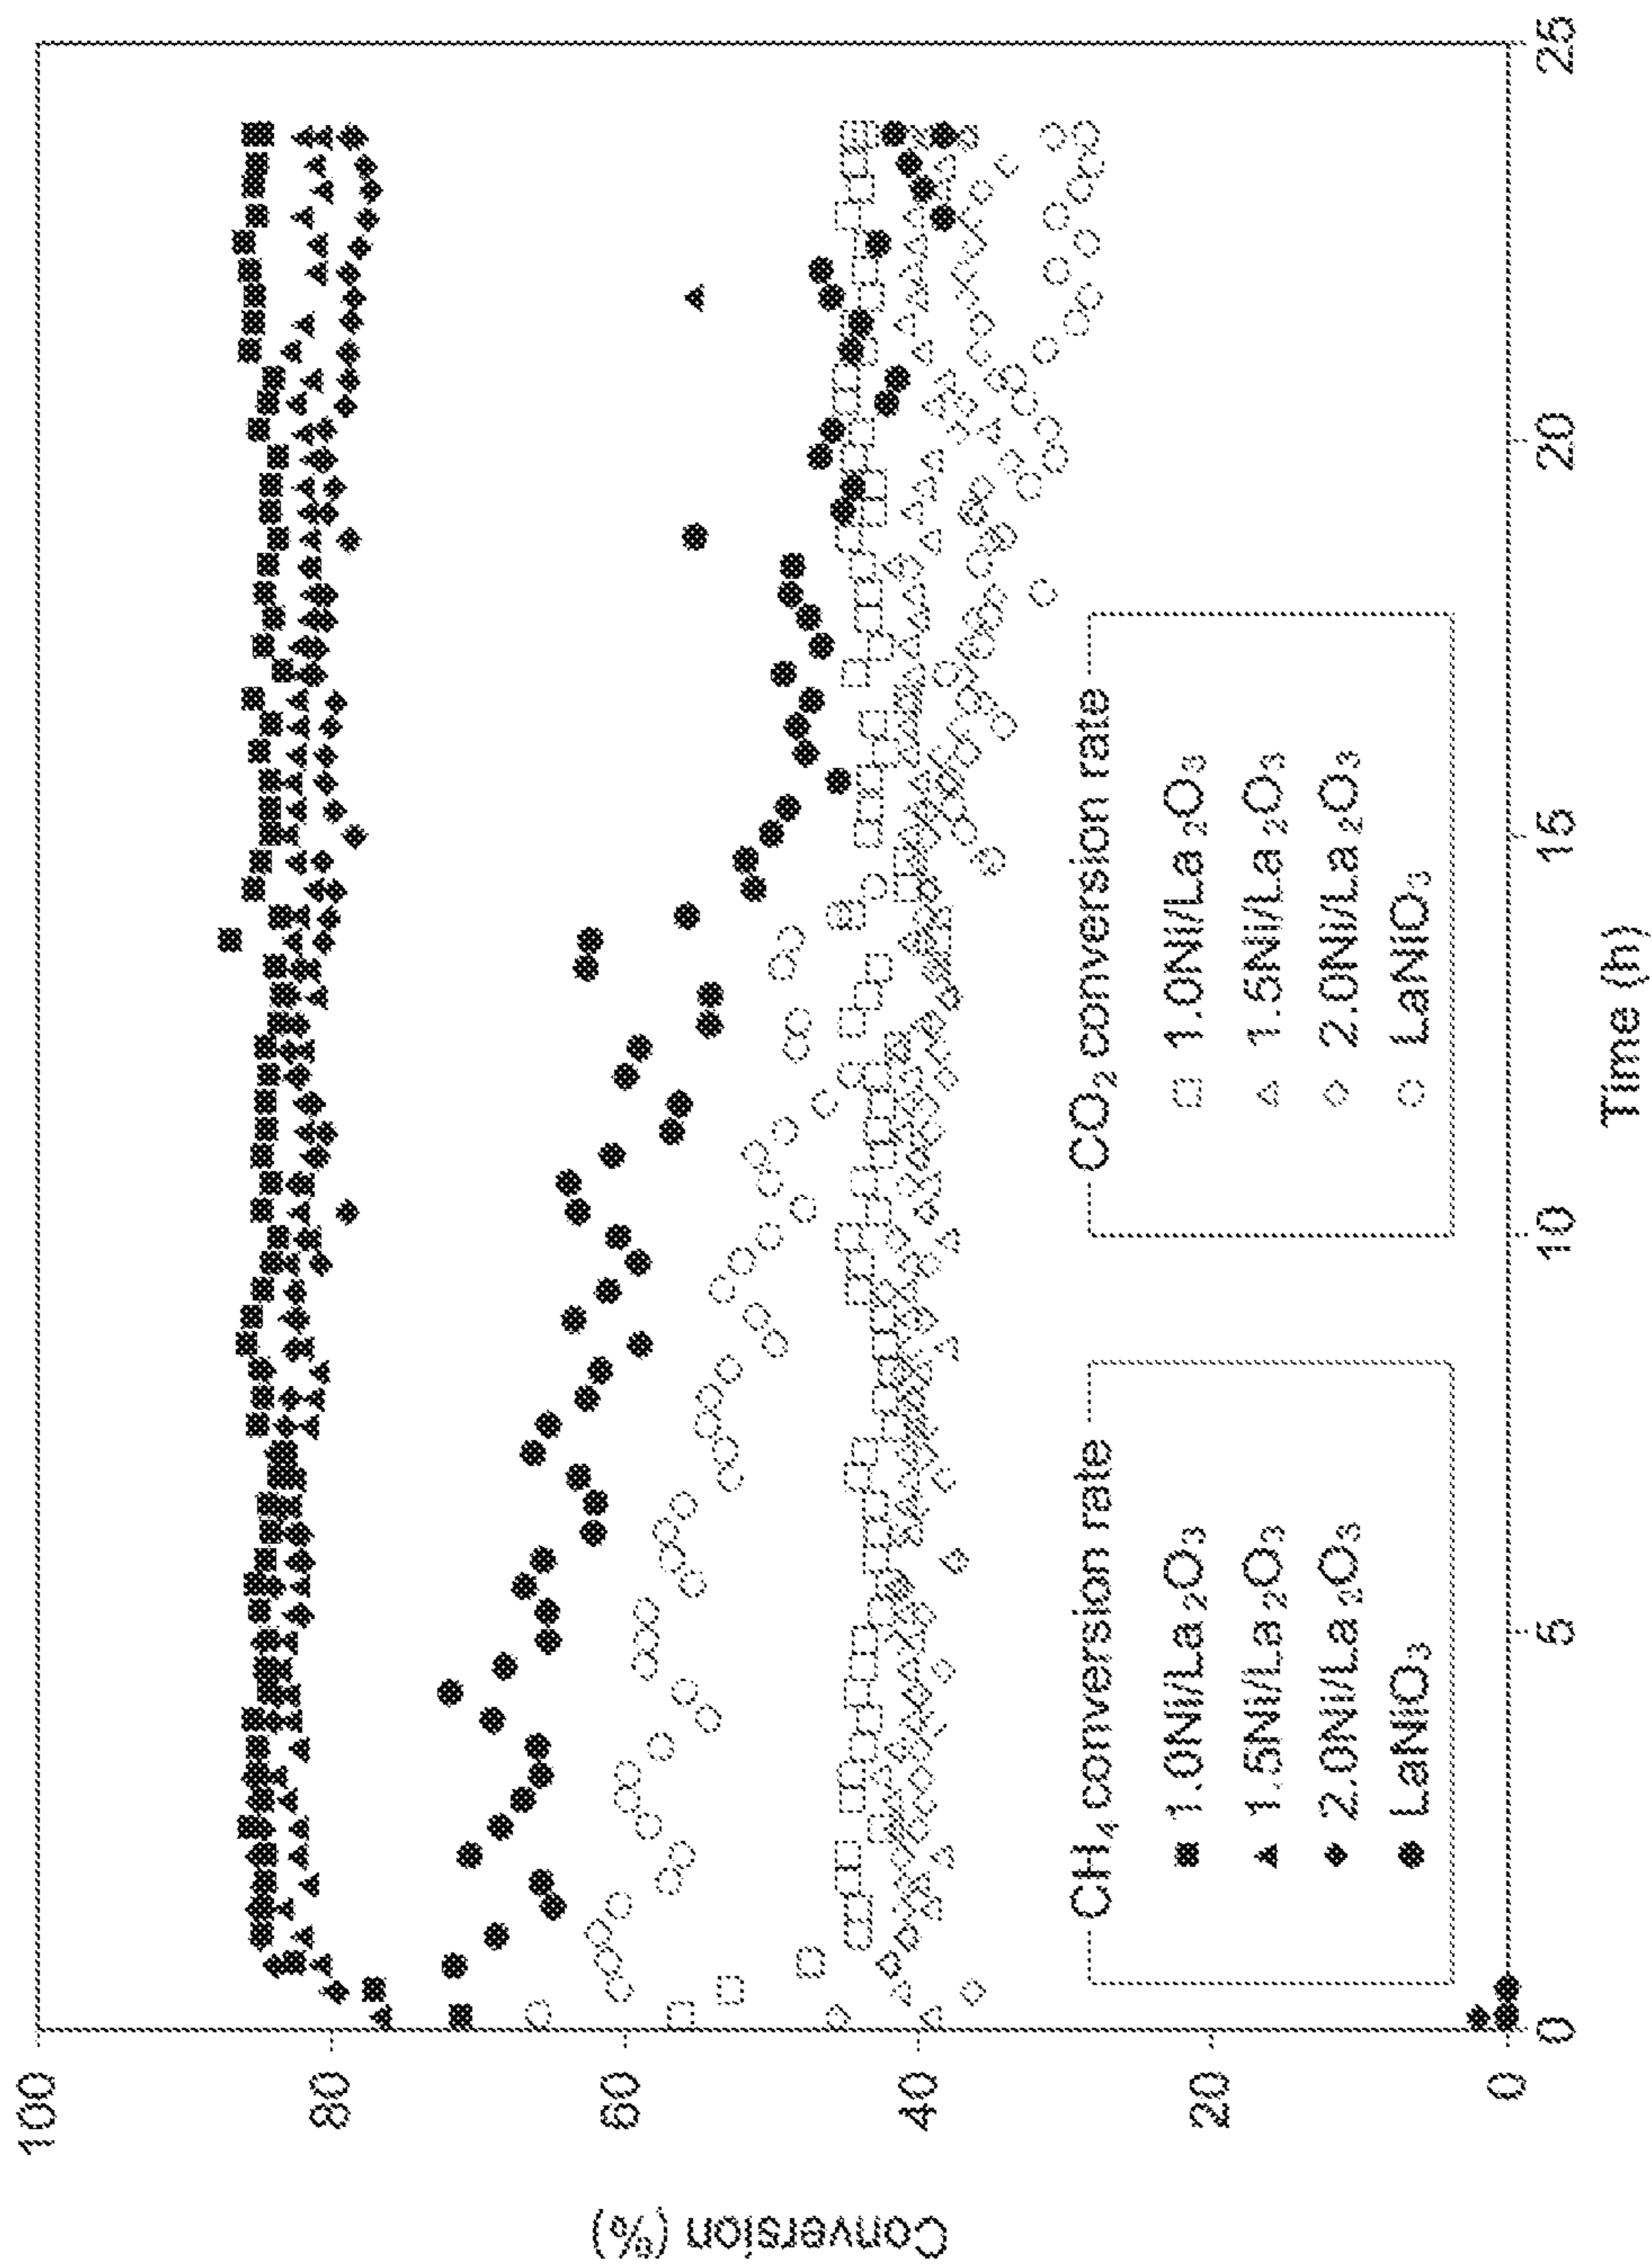 Conversion (%)
100
80
60
40
20
0
CH₄ conversion rate
1.0Ni/La₂O₃
1.5Ni/La₂O₃
2.0Ni/La₂O₃
LaNiO₃
CO₂ conversion rate
1.0Ni/La₂O₃
1.5Ni/La₂O₃
2.0Ni/La₂O₃
LaNiO₃
0
5
10
15
20
25
Time (h)